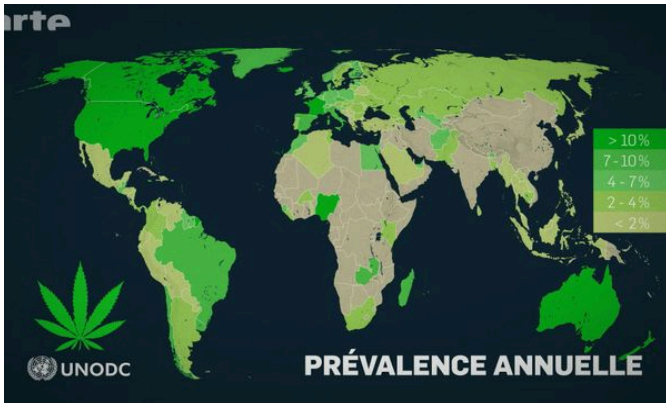 arte
> 10%
7-10%
4 - 7%
2 - 4%
< 2%
UNODC
PRÉVALENCE ANNUELLE